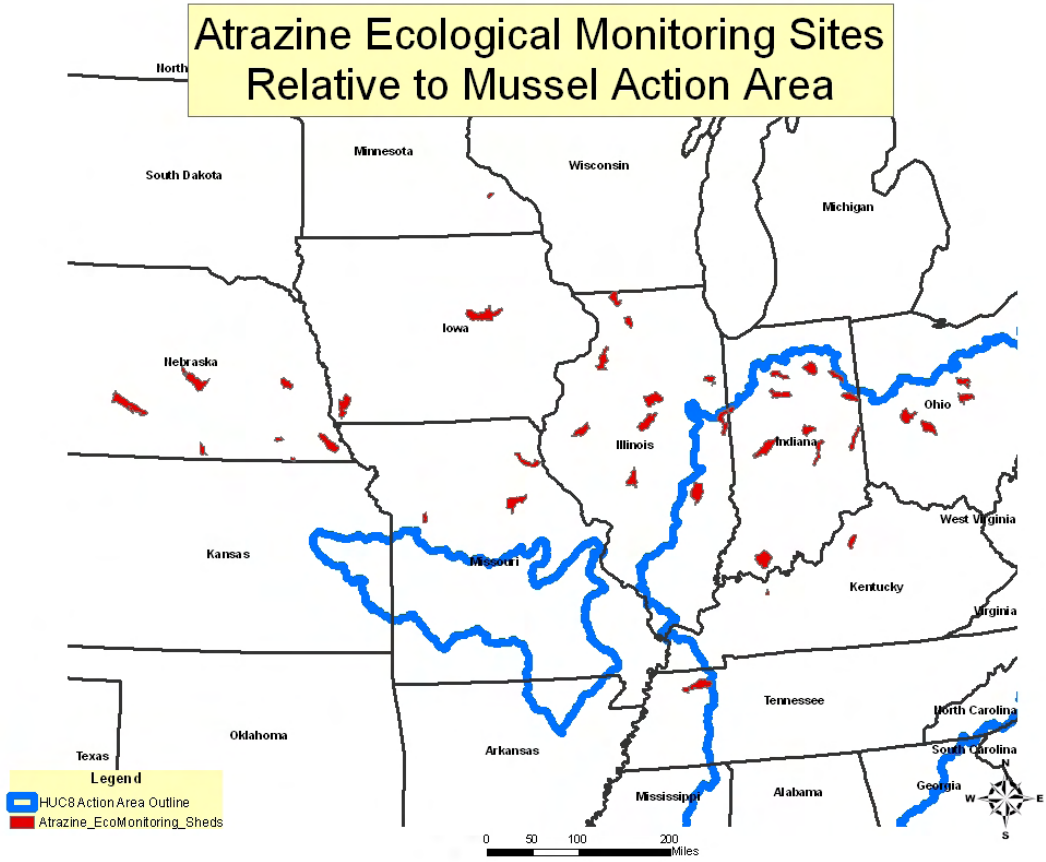 Atrazine Ecological Monitoring Sites
Relative to Mussel Action Area
North
Minnesota
Wisconsin
South Dakota
Michigan
Iowa
Nebraska
Ohio
Illinois
Indiana
West Virginia
Kansas
Missouri
Kentucky
Virginia
Tennessee
North Carolina
Oklahoma
Arkansas
South Carolina
Texas
Georgia
Mississippi
Alabama
N
W E
S
Legend
HUC8 Action Area Outline
Atrazine_EcoMonitoring_Sheds
0 50 100 200
Miles